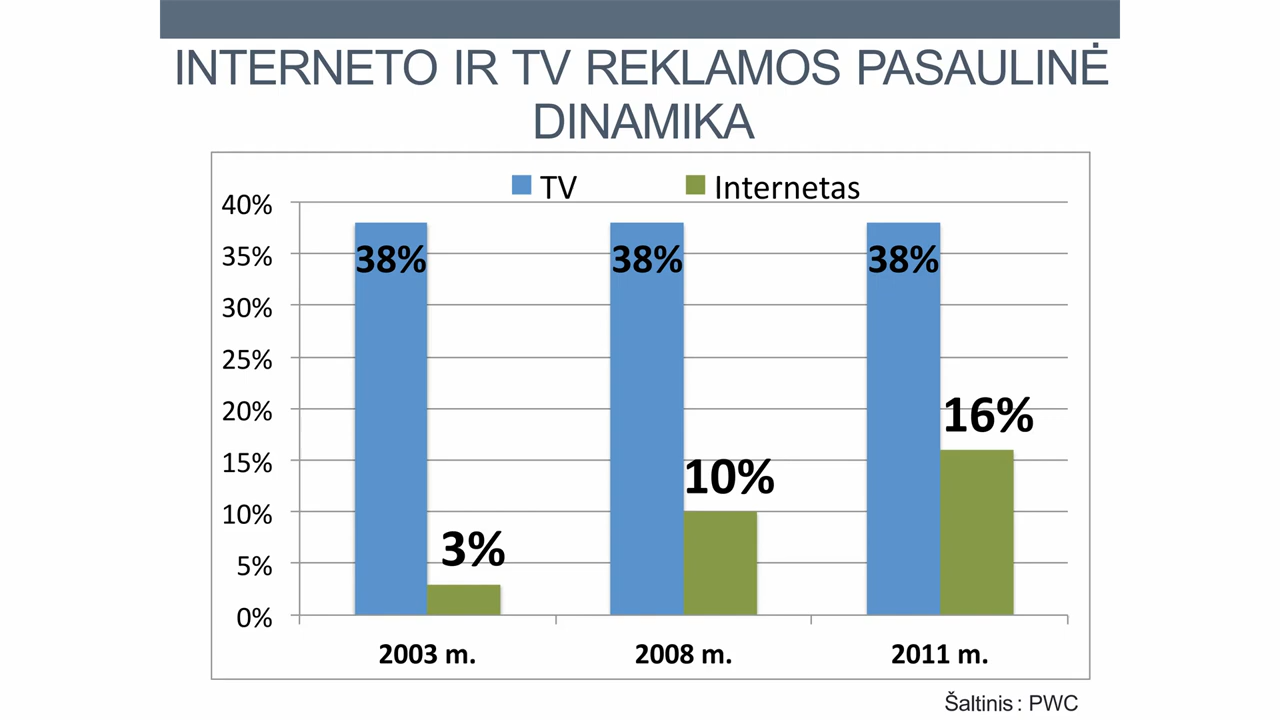 INTERNETO IR TV REKLAMOS PASAULINĖ
DINAMIKA
TV Internetas
40%
35%
30%
25%
20%
15%
10%
5%
0%
38% 38% 38%
3% 10% 16%
2003 m. 2008 m. 2011 m.
Šaltinis : PWC